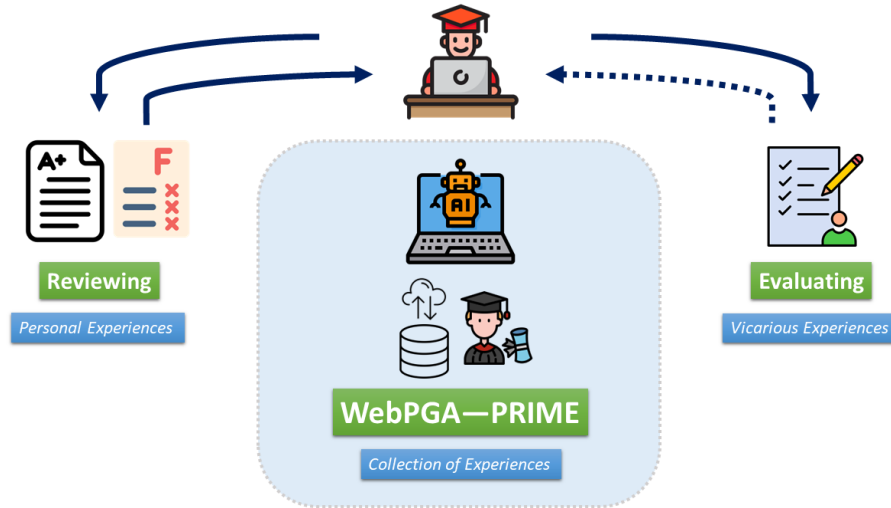 A+
F
AI
Reviewing
Evaluating
Personal Experiences
Vicarious Experiences
WebPGA—PRIME
Collection of Experiences